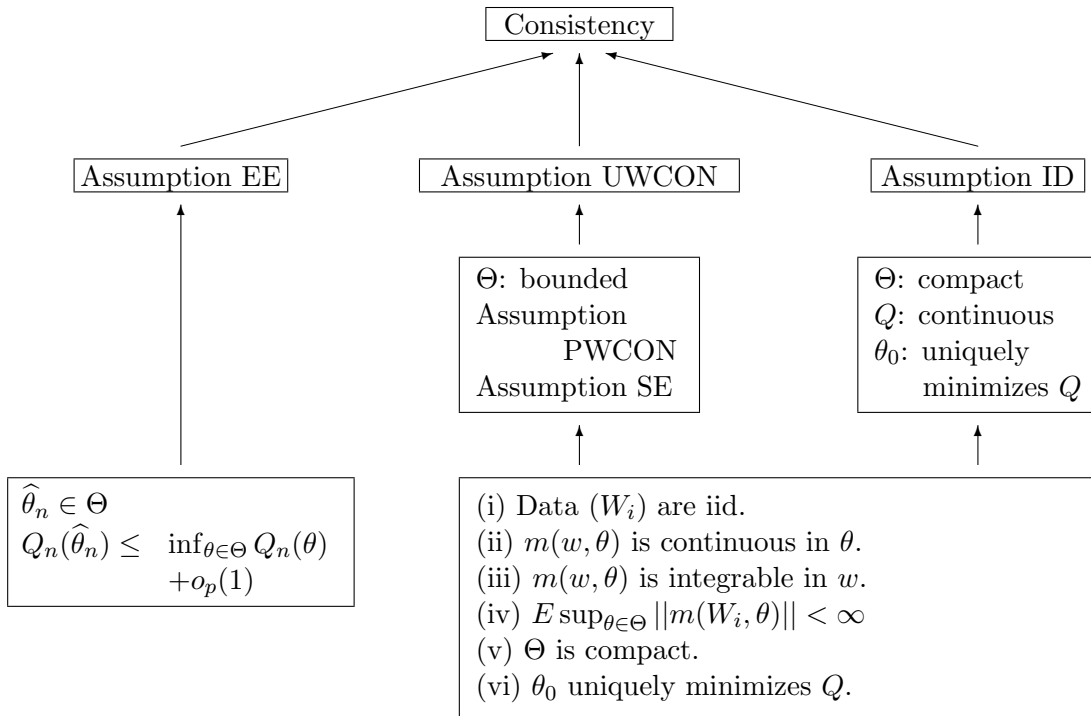 Consistency
Assumption EE
Assumption UWCON
Assumption ID
Θ: bounded
Assumption
PWCON
Assumption SE
Θ: compact
Q: continuous
θ₀: uniquely
minimizes Q
θ̂ₙ ∈ Θ
Qₙ(θ̂ₙ) ≤ inf_{θ∈Θ} Qₙ(θ)
+oₚ(1)
(i) Data (Wᵢ) are iid.
(ii) m(w, θ) is continuous in θ.
(iii) m(w, θ) is integrable in w.
(iv) E sup_{θ∈Θ} ||m(Wᵢ, θ)|| < ∞
(v) Θ is compact.
(vi) θ₀ uniquely minimizes Q.